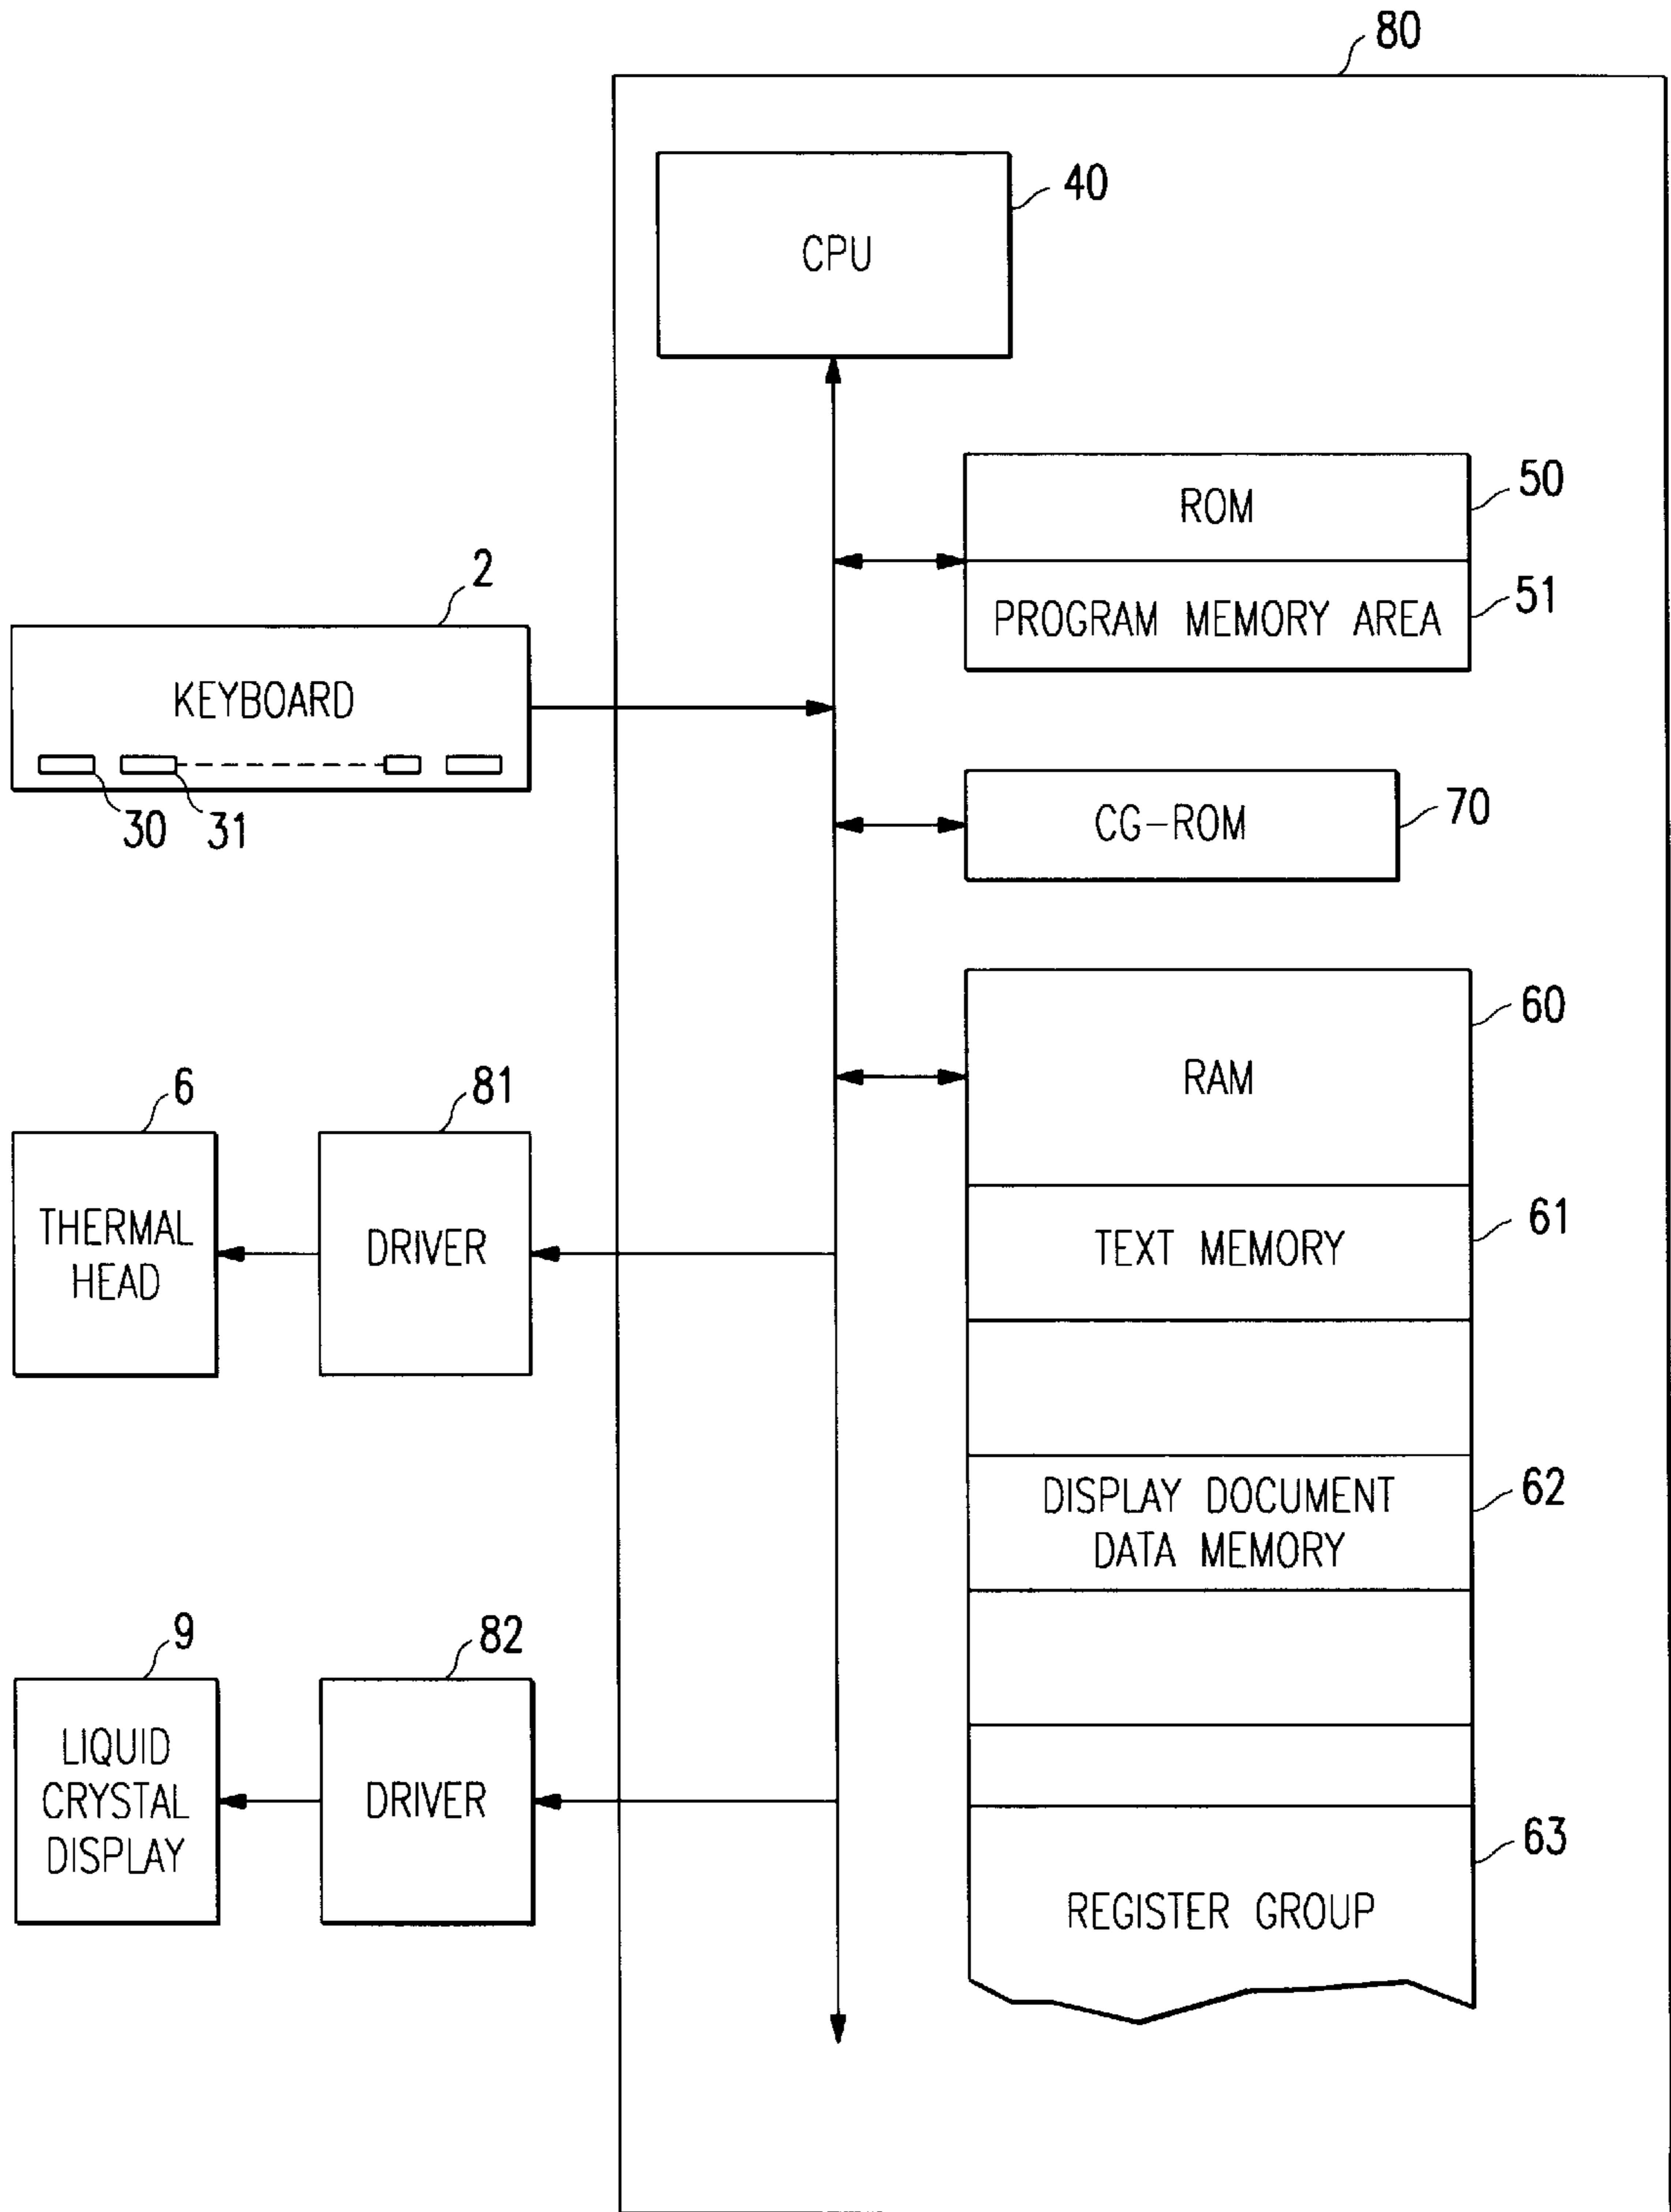 80
CPU
40
ROM
50
PROGRAM MEMORY AREA
51
2
KEYBOARD
30
31
CG-ROM
70
60
RAM
6
81
THERMAL
HEAD
DRIVER
TEXT MEMORY
61
DISPLAY DOCUMENT
DATA MEMORY
62
9
82
LIQUID
CRYSTAL
DISPLAY
DRIVER
63
REGISTER GROUP